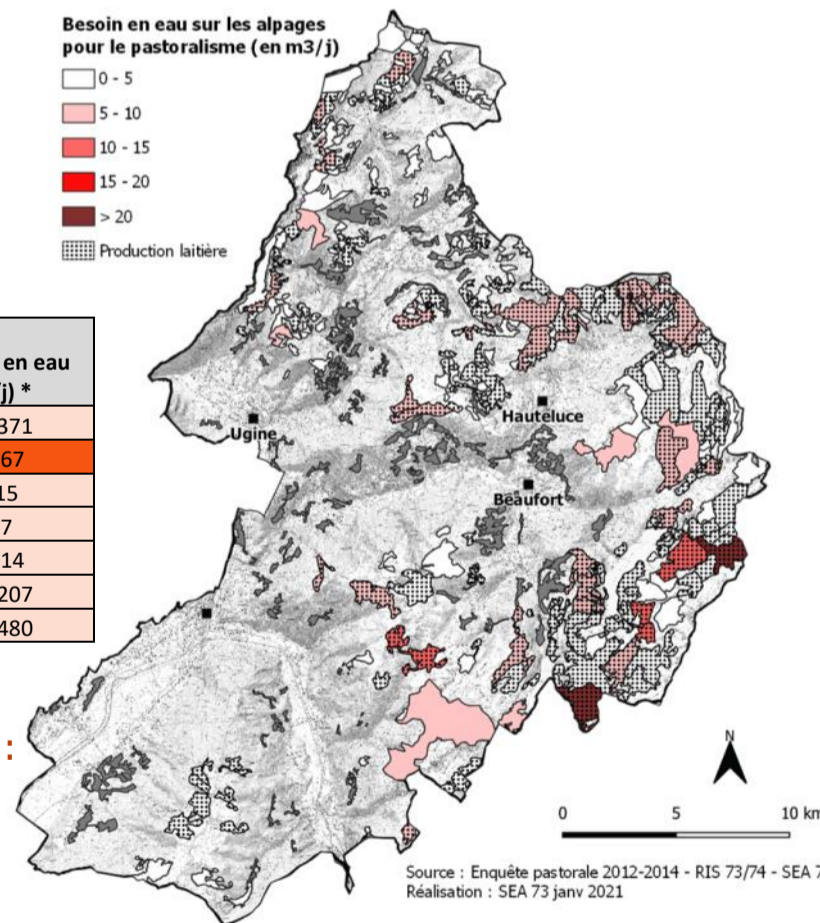 Besoin en eau sur les alpages
pour le pastoralisme (en m3/j)
0 - 5
5 - 10
10 - 15
15 - 20
> 20
Production laitière
en eau
/j) *
371
67
15
7
14
207
480
:
Ugine
Hauteluce
Beaufort
N
0 5 10 km
Source : Enquête pastorale 2012-2014 - RIS 73/74 - SEA 7
Réalisation : SEA 73 janv 2021